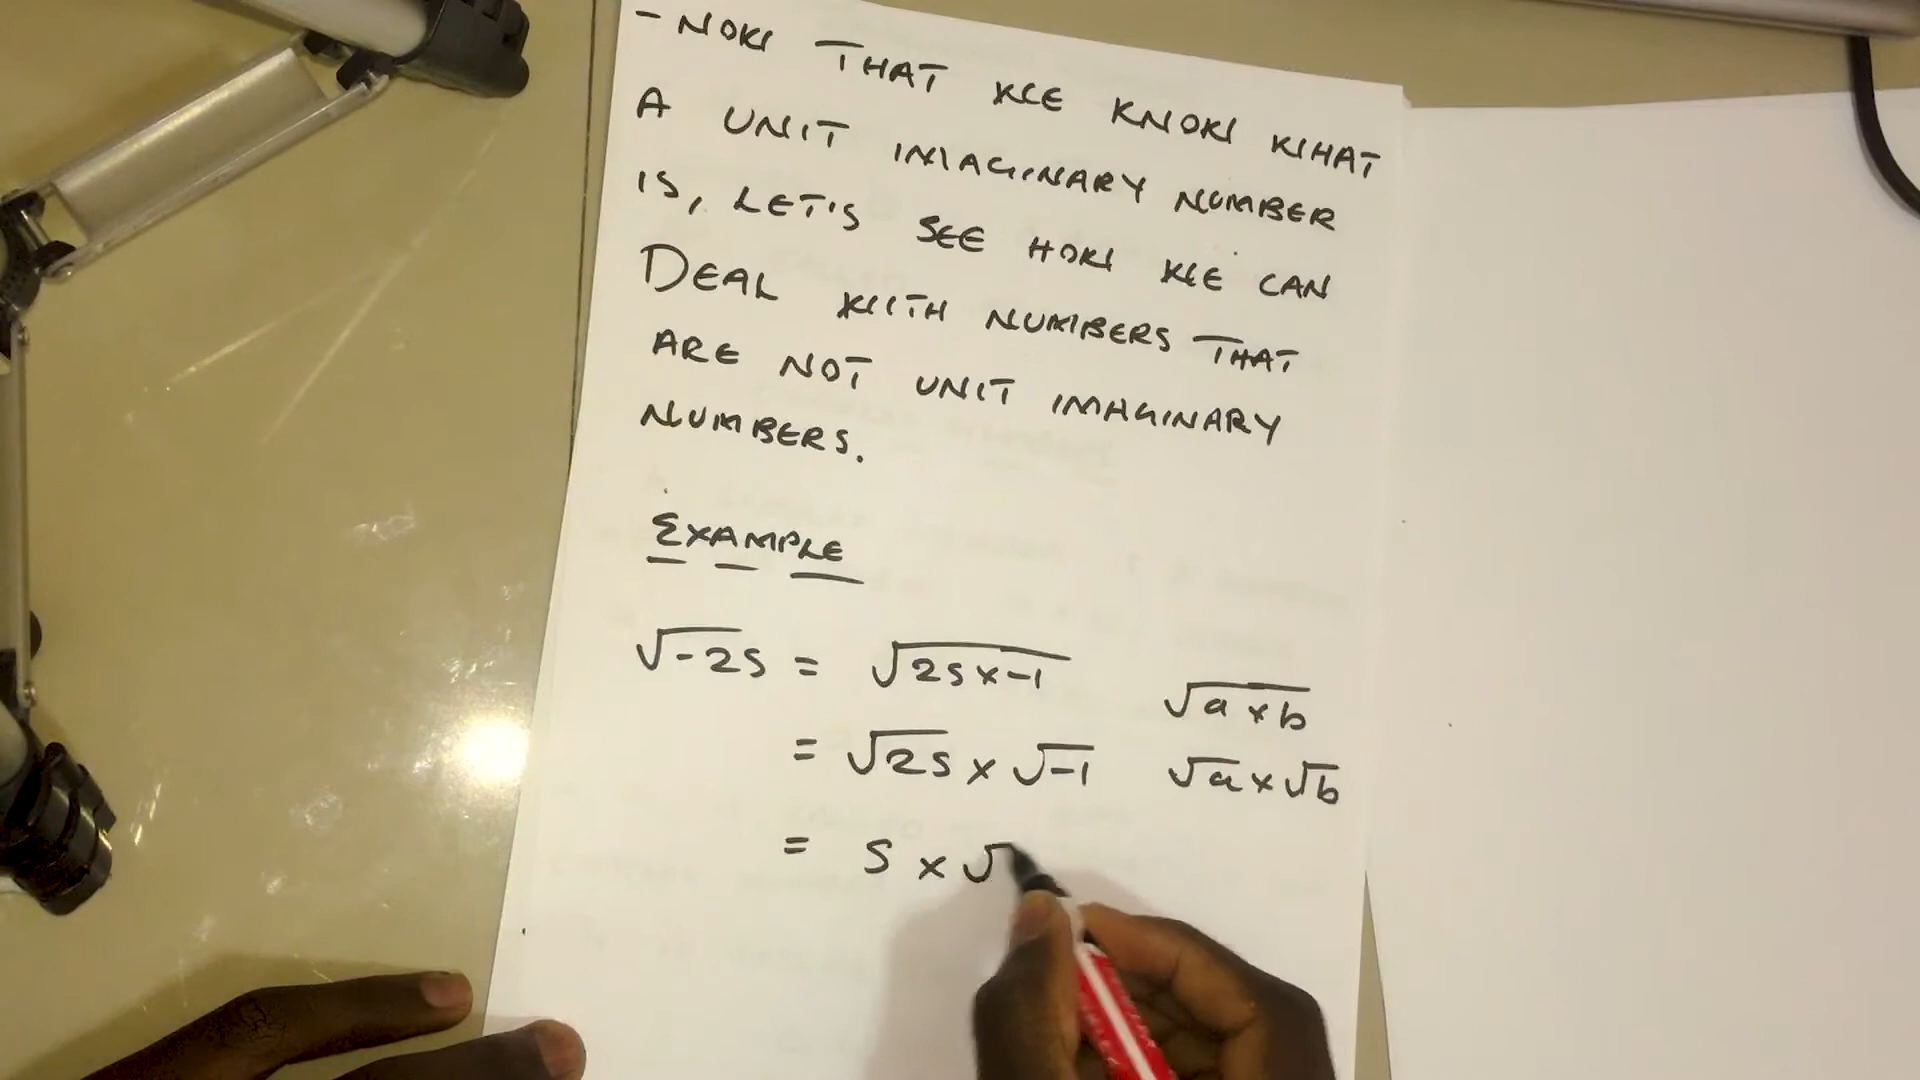 - NOW THAT WE KNOW WHAT
A UNIT IMAGINARY NUMBER
IS, LET'S SEE HOW WE CAN
DEAL WITH NUMBERS THAT
ARE NOT UNIT IMAGINARY
NUMBERS.
EXAMPLE
√-25 = √25 x -1 √a x b
= √25 x √-1 √a x √b
= 5 x √